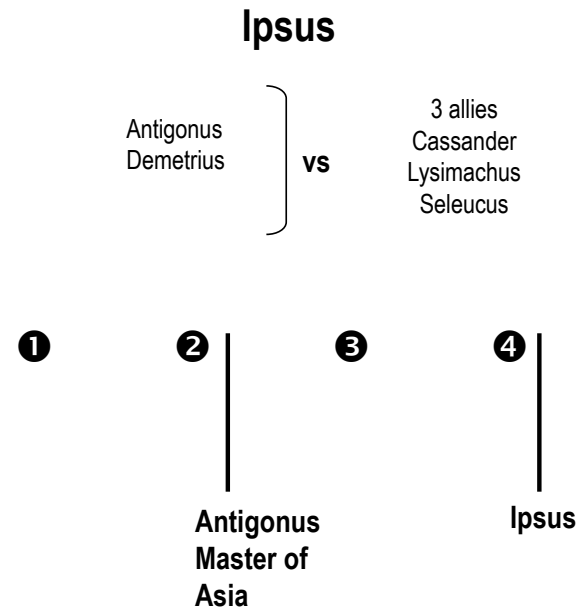 Ipsus
Antigonus
Demetrius
vs
3 allies
Cassander
Lysimachus
Seleucus
❶ ❷ ❸ ❹
Antigonus
Master of
Asia
Ipsus